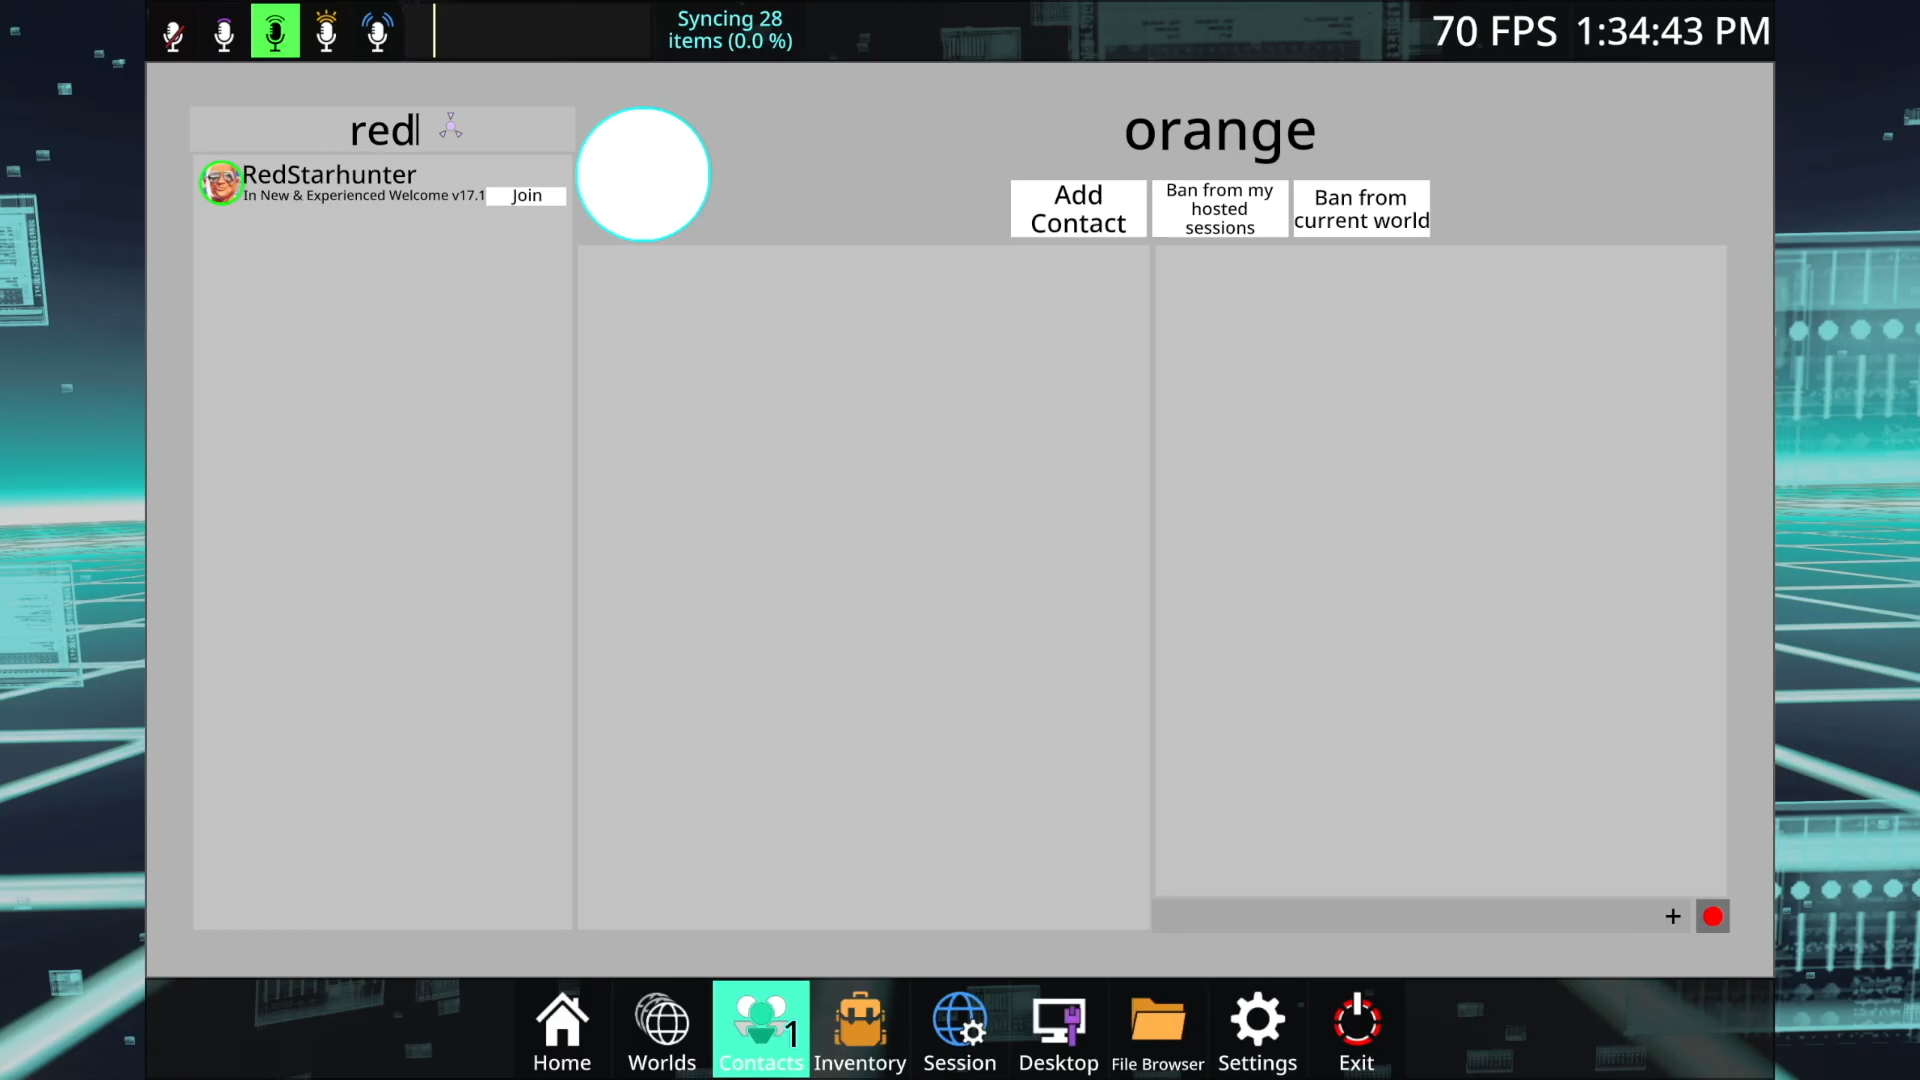 Syncing 28
items (0.0 %)
70 FPS 1:34:43 PM
red
orange
RedStarhunter
In New & Experienced Welcome v17.1
Join
Add
Contact
Ban from my
hosted
sessions
Ban from
current world
+
1
Home
Worlds
Contacts
Inventory
Session
Desktop
File Browser
Settings
Exit